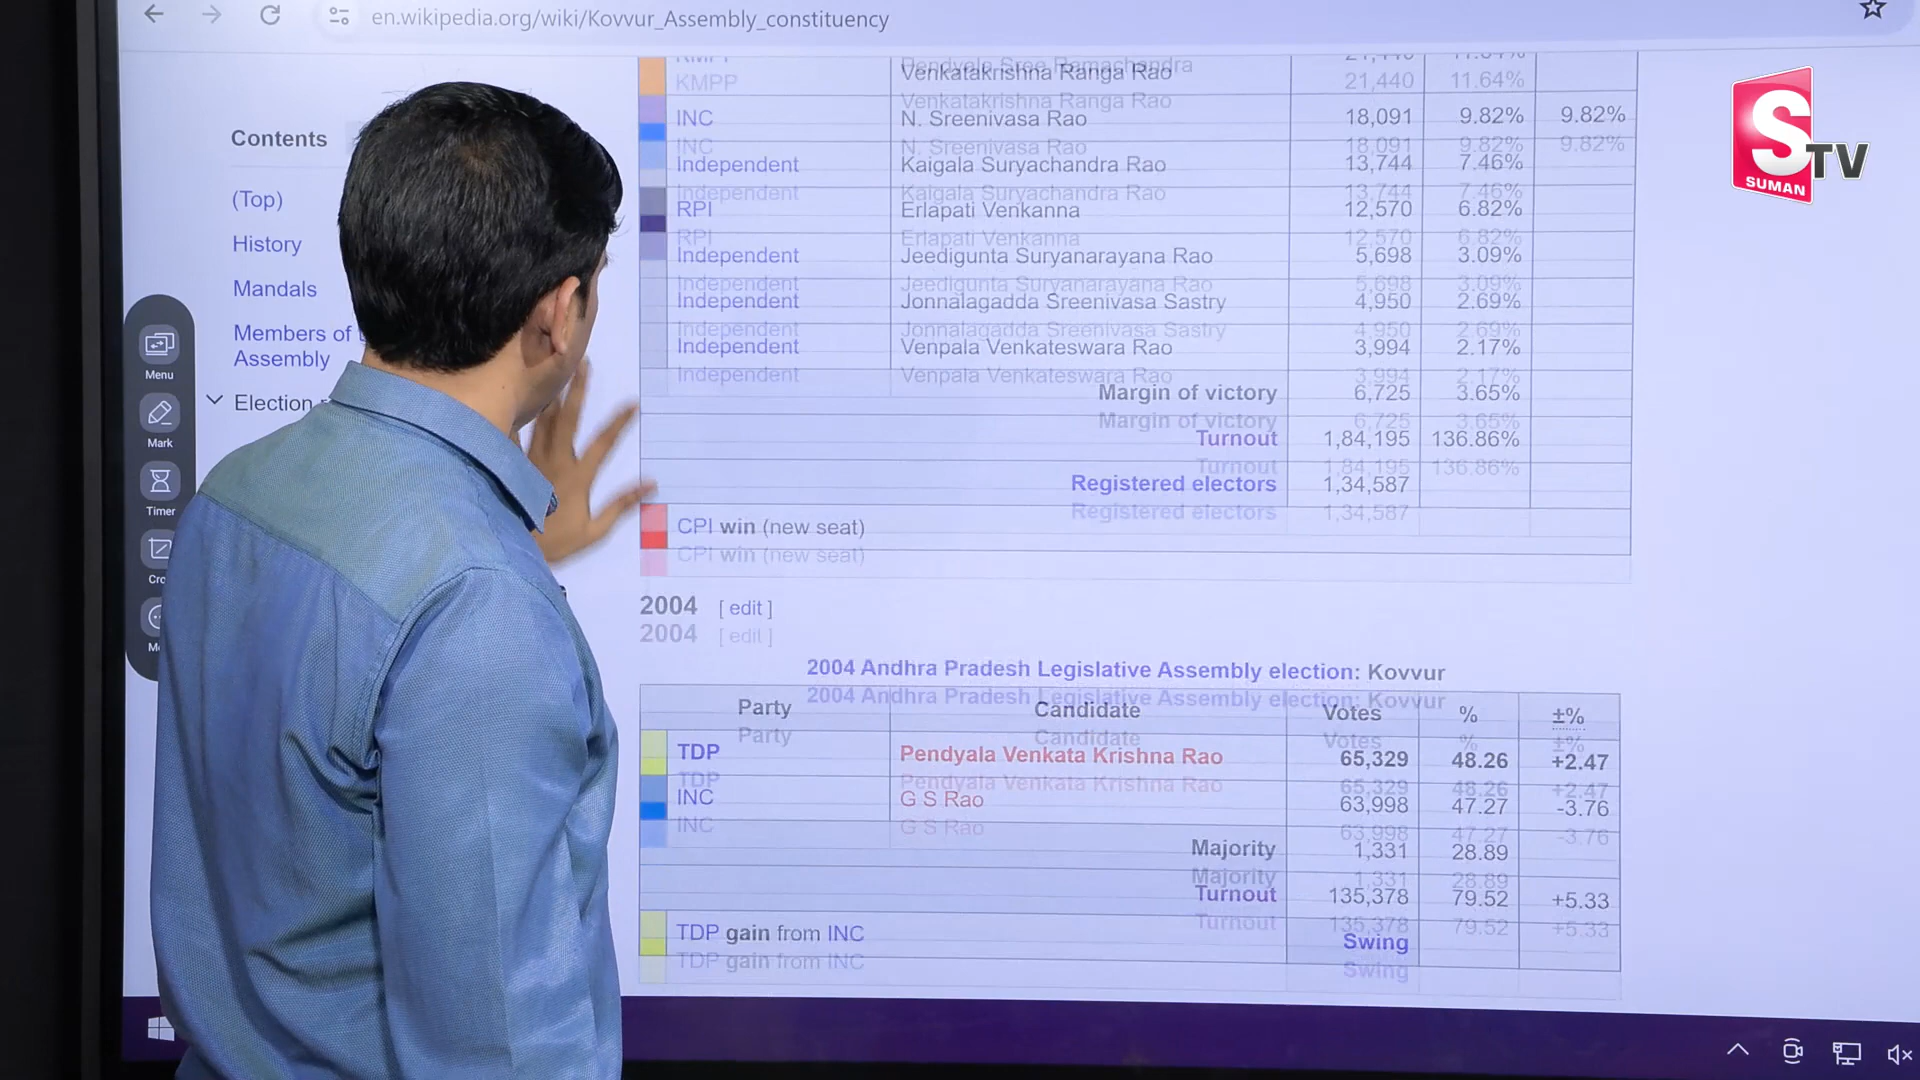 en.wikipedia.org/wiki/Kovvur_Assembly_constituency
S TV
SUMAN
Contents
(Top)
History
Mandals
Members of
Assembly
Election
Menu
Mark
Timer
KMPP Venkatakrishna Ranga Rao 21,440 11.64%
INC N. Sreenivasa Rao 18,091 9.82% 9.82%
Independent Kaigala Suryachandra Rao 13,744 7.46%
RPI Erlapati Venkanna 12,570 6.82%
Independent Jeedigunta Suryanarayana Rao 5,698 3.09%
Independent Jonnalagadda Sreenivasa Sastry 4,950 2.69%
Independent Venpala Venkateswara Rao 3,994 2.17%
Margin of victory 6,725 3.65%
Turnout 1,84,195 136.86%
Registered electors 1,34,587
CPI win (new seat)
2004 [ edit ]
2004 Andhra Pradesh Legislative Assembly election: Kovvur
Party Candidate Votes % ±%
TDP Pendyala Venkata Krishna Rao 65,329 48.26 +2.47
INC G S Rao 63,998 47.27 -3.76
Majority 1,331 28.89
Turnout 135,378 79.52 +5.33
TDP gain from INC Swing